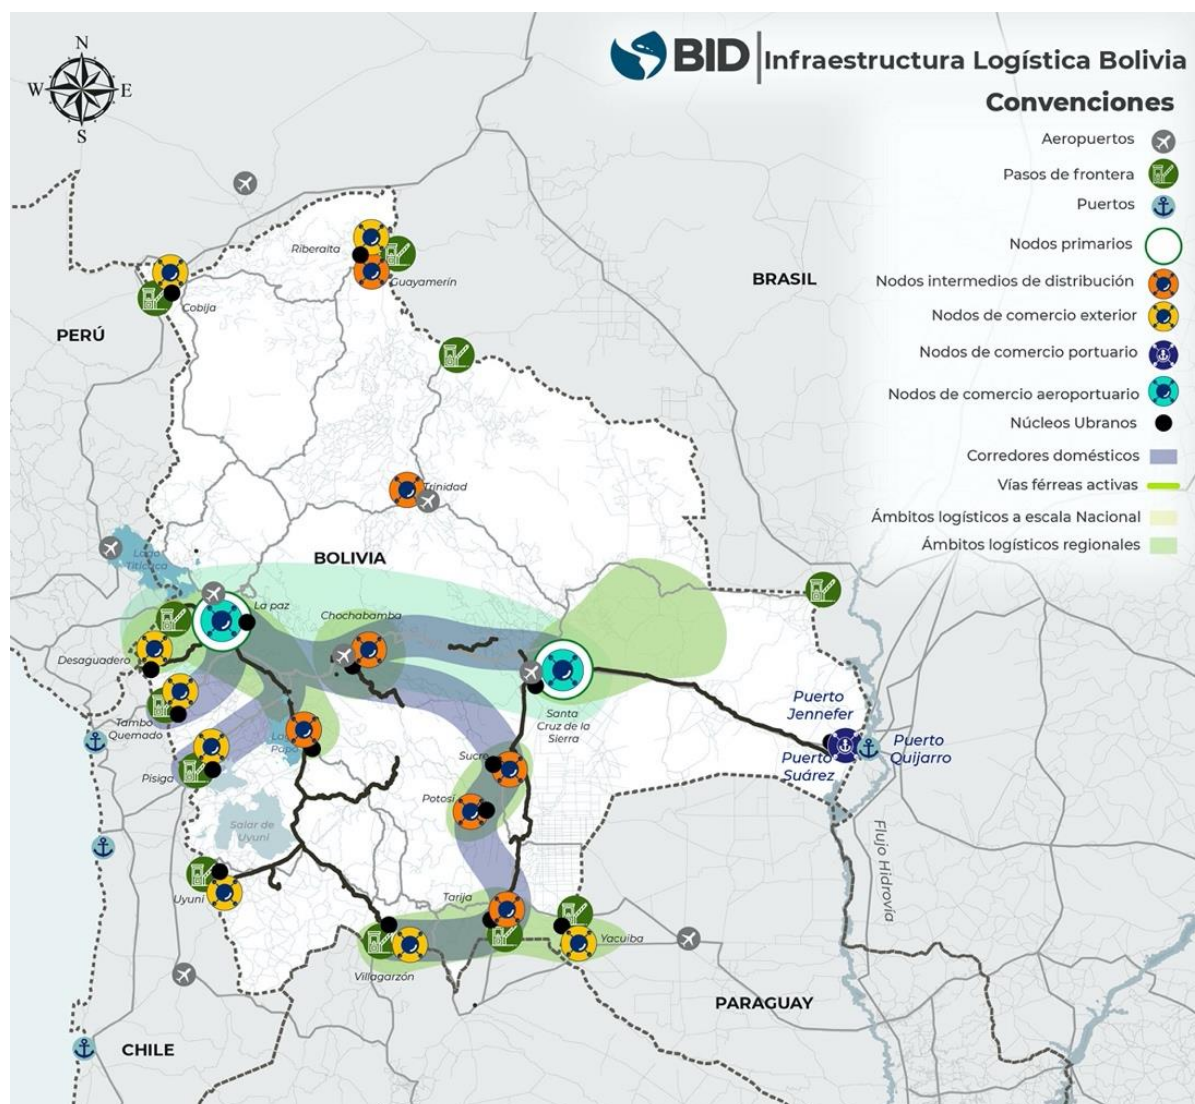 BID
Infraestructura Logística Bolivia
Convenciones
Aeropuertos
Pasos de frontera
Puertos
Nodos primarios
Nodos intermedios de distribución
Nodos de comercio exterior
Nodos de comercio portuario
Nodos de comercio aeroportuario
Núcleos Ubranos
Corredores domésticos
Vías férreas activas
Ámbitos logísticos a escala Nacional
Ámbitos logísticos regionales
N
W
E
S
Riberalta
Guayamerín
Cobija
BRASIL
PERÚ
Trinidad
BOLIVIA
Lago
Titicaca
La paz
Chochabamba
Desaguadero
Tambo
Quemado
Pisiga
Lago
Santa
Cruz de la
Sierra
Puerto
Jennefer
Puerto
Suárez
Puerto
Quijarro
Sucre
Potosí
Salar de
Uyuni
Flujo Hidrovía
Uyuni
Tarija
Yacuiba
Villagarzón
PARAGUAY
CHILE